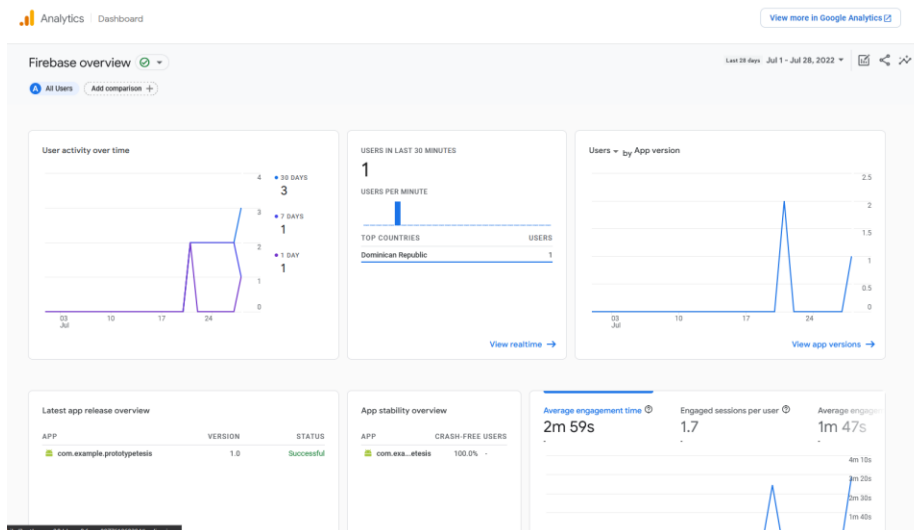 Analytics Dashboard
View more in Google Analytics
Firebase overview
Last 28 days Jul 1 - Jul 28, 2022
A All Users Add comparison +
User activity over time
4
3
2
1
0
03 Jul
10
17
24
30 DAYS
3
7 DAYS
1
1 DAY
1
USERS IN LAST 30 MINUTES
1
USERS PER MINUTE
TOP COUNTRIES USERS
Dominican Republic 1
View realtime →
Users by App version
2.5
2
1.5
1
0.5
0
03 Jul
10
17
24
View app versions →
Latest app release overview
APP VERSION STATUS
com.example.prototypetesis 1.0 Successful
App stability overview
APP CRASH-FREE USERS
com.exa...etesis 100.0% -
Average engagement time
2m 59s
-
Engaged sessions per user
1.7
-
Average engage
1m 47s
-
4m 10s
3m 20s
2m 30s
1m 40s